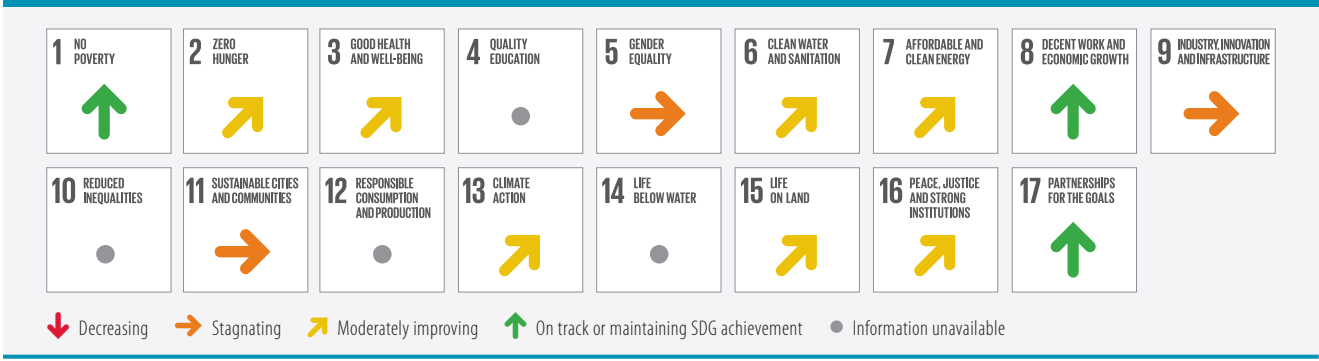 1 NO
POVERTY
2 ZERO
HUNGER
3 GOOD HEALTH
AND WELL-BEING
4 QUALITY
EDUCATION
5 GENDER
EQUALITY
6 CLEAN WATER
AND SANITATION
7 AFFORDABLE AND
CLEAN ENERGY
8 DECENT WORK AND
ECONOMIC GROWTH
9 INDUSTRY, INNOVATION
AND INFRASTRUCTURE
10 REDUCED
INEQUALITIES
11 SUSTAINABLE CITIES
AND COMMUNITIES
12 RESPONSIBLE
CONSUMPTION
AND PRODUCTION
13 CLIMATE
ACTION
14 LIFE
BELOW WATER
15 LIFE
ON LAND
16 PEACE, JUSTICE
AND STRONG
INSTITUTIONS
17 PARTNERSHIPS
FOR THE GOALS
Decreasing Stagnating Moderately improving On track or maintaining SDG achievement Information unavailable